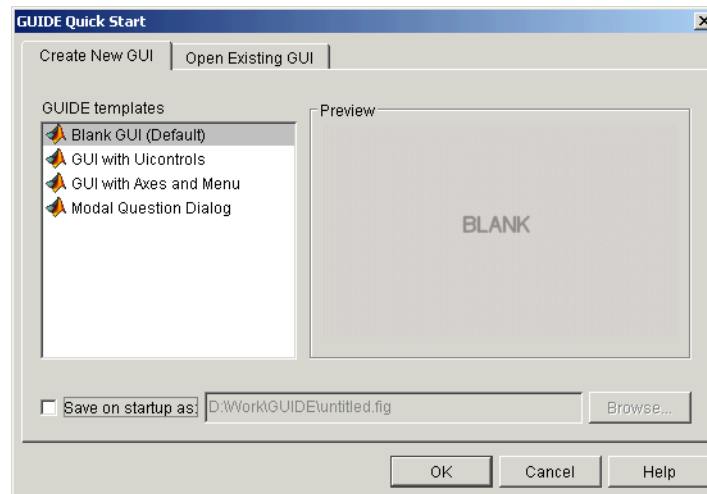 GUIDE Quick Start
Create New GUI
Open Existing GUI
GUIDE templates
Blank GUI (Default)
GUI with Uicontrols
GUI with Axes and Menu
Modal Question Dialog
Preview
BLANK
Save on startup as:
D:\Work\GUIDE\untitled.fig
Browse...
OK
Cancel
Help